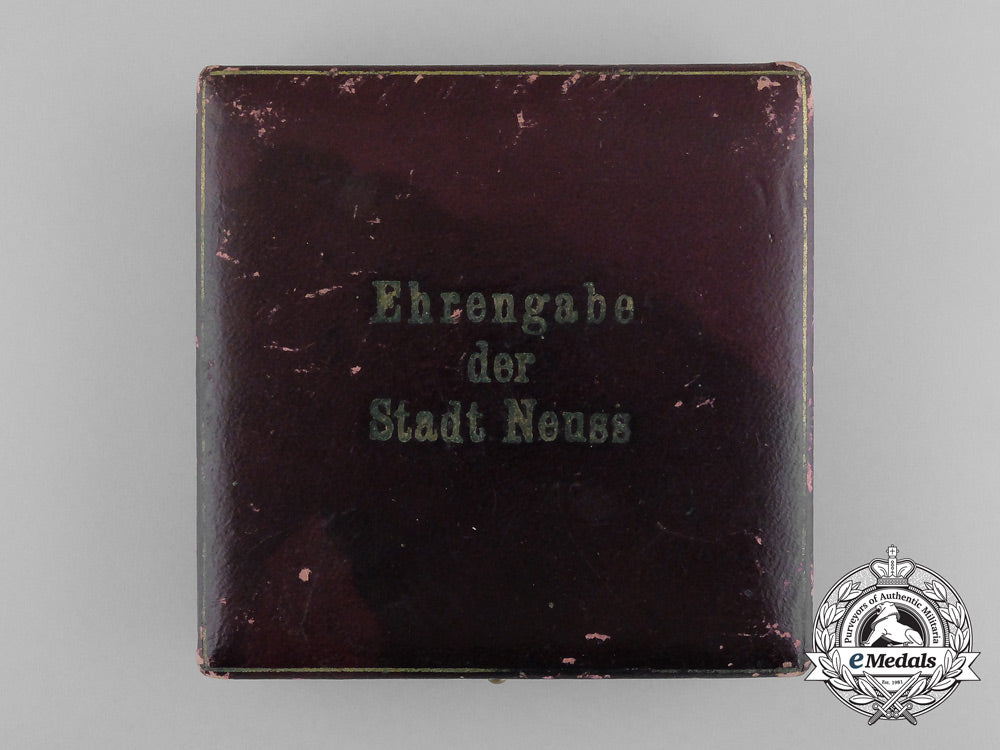 Ehrengabe
der
Stadt Neuss
Purveyors of Authentic Militaria
eMedals
Est. 1981